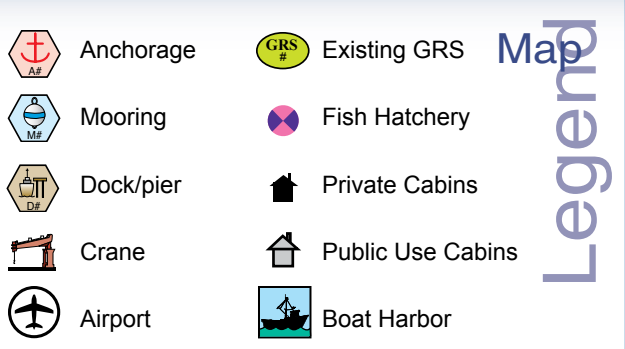 Map
Legend
A# Anchorage
M# Mooring
D# Dock/pier
Crane
Airport
GRS
# Existing GRS
Fish Hatchery
Private Cabins
Public Use Cabins
Boat Harbor